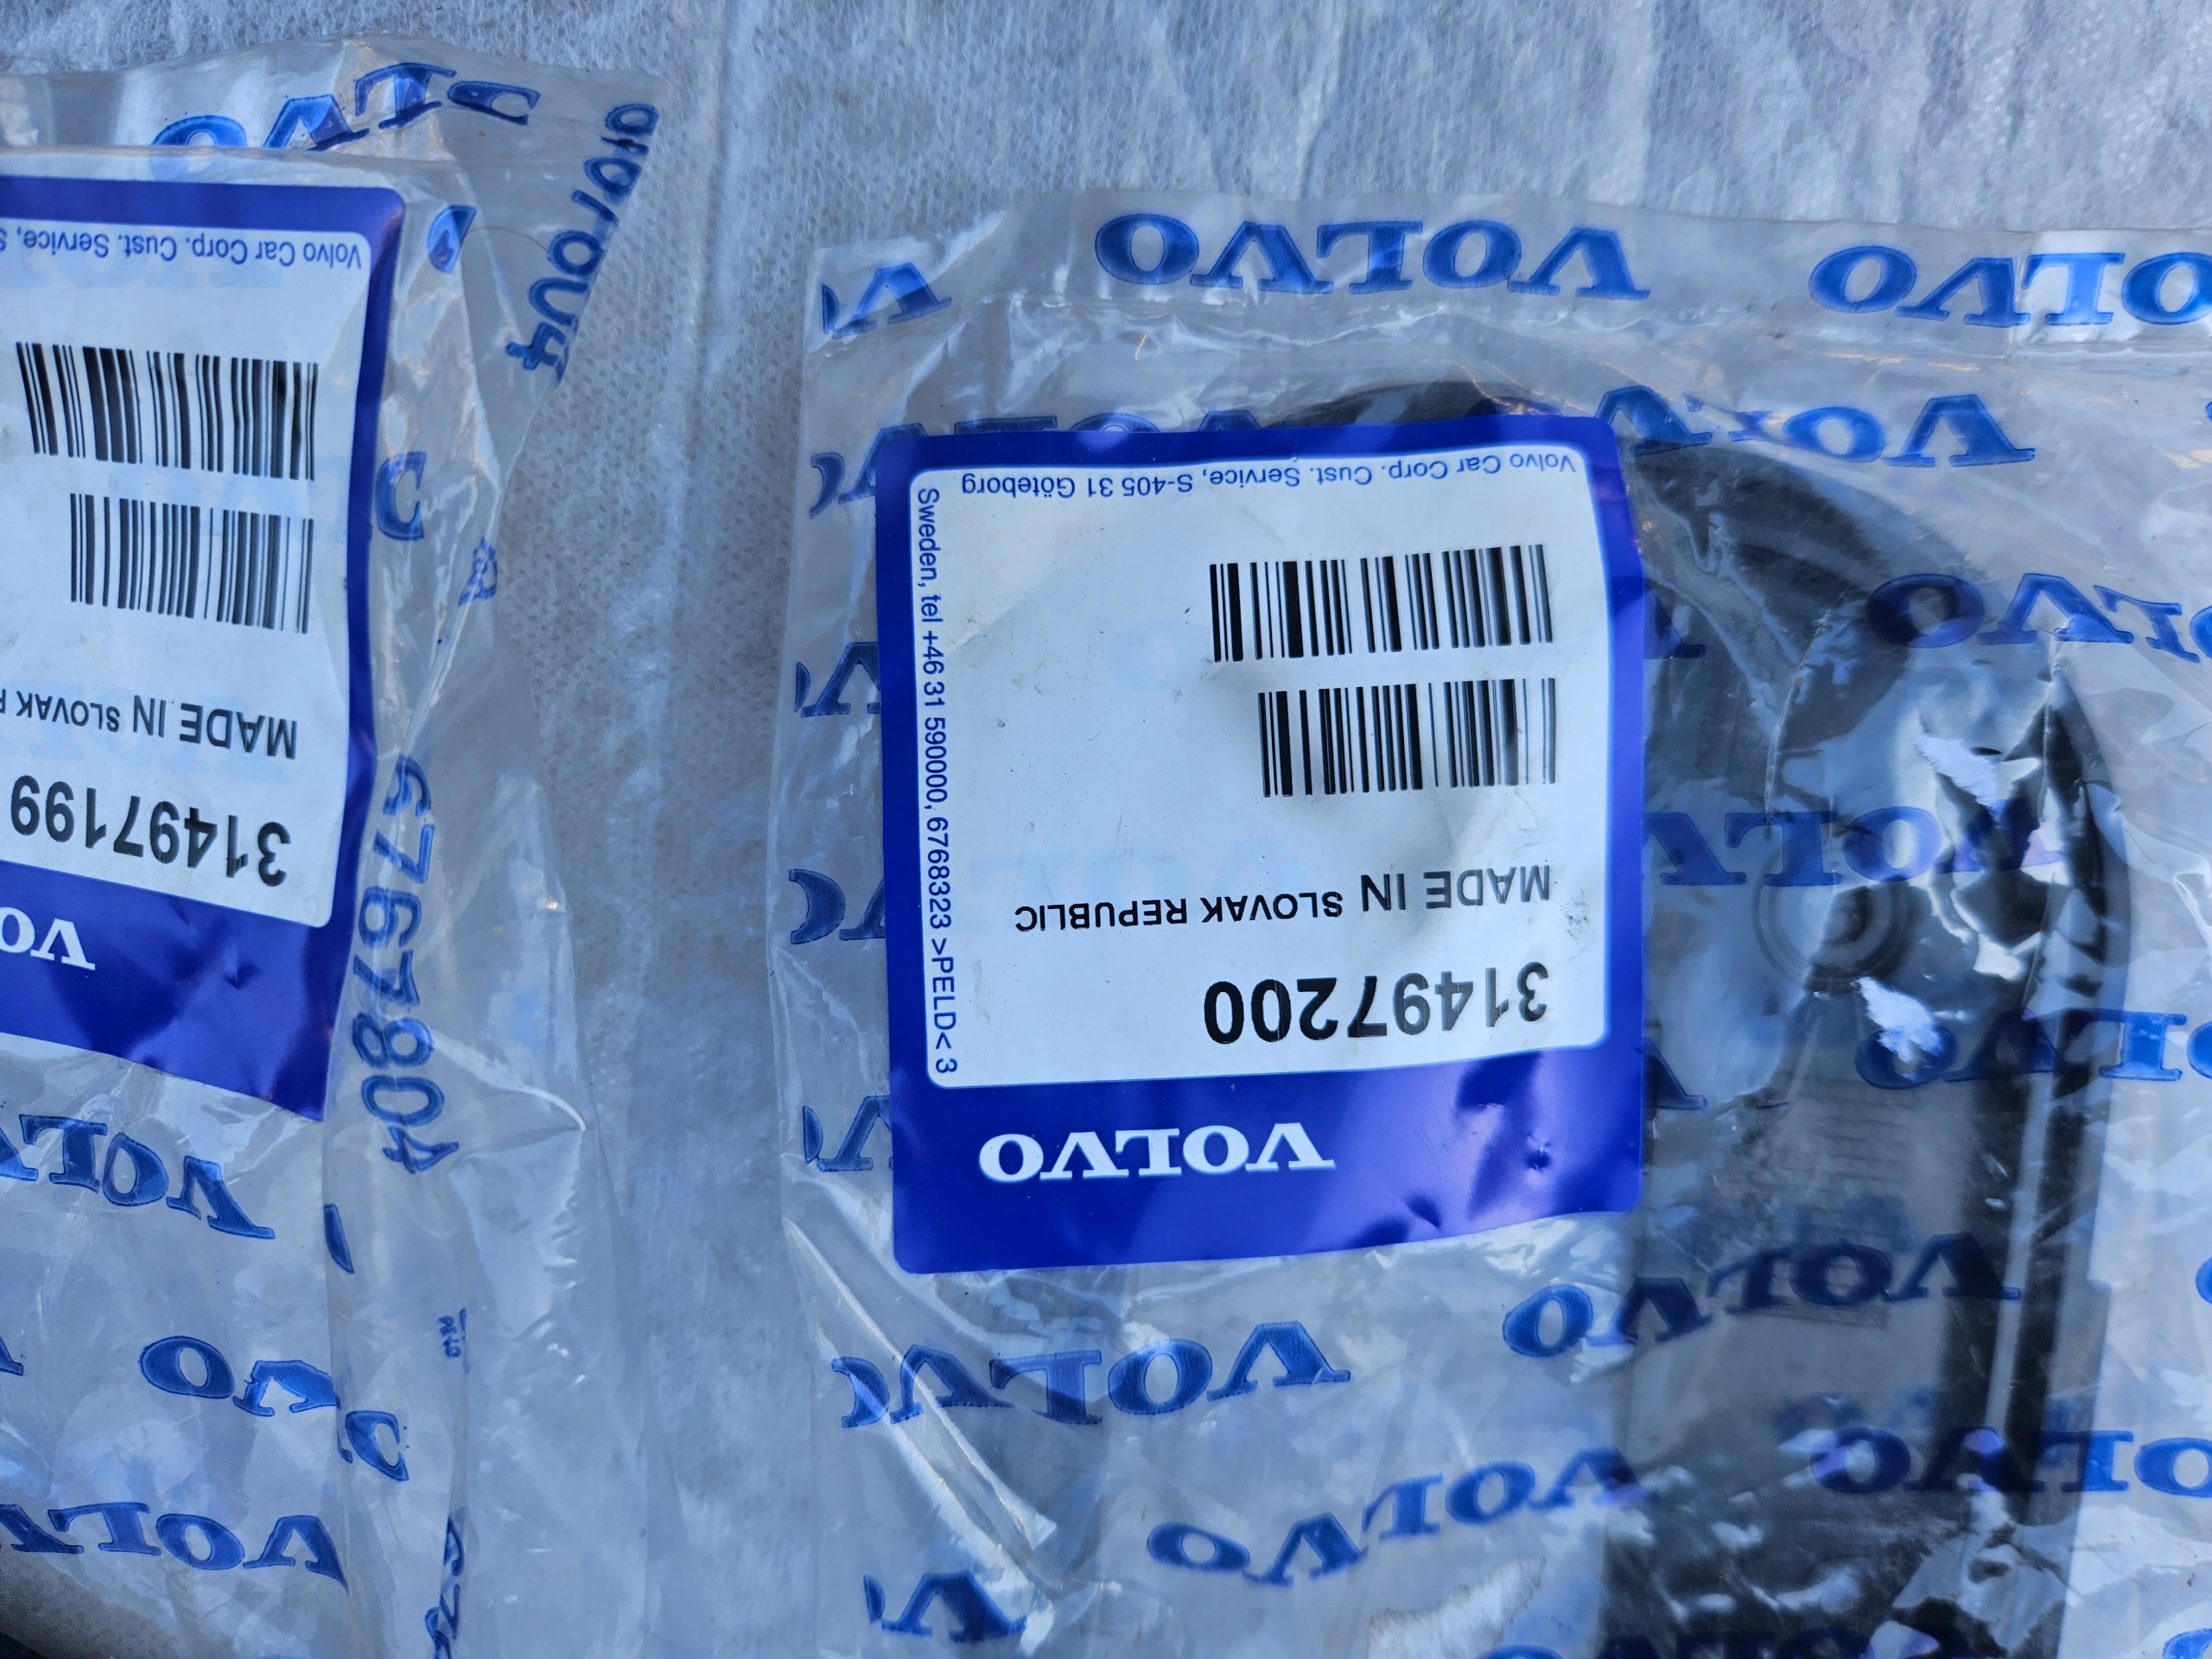 VOLVO
31497199
MADE IN SLOVAK
Volvo Car Corp. Cust. Service,
6767804
VOLVO
31497200
MADE IN SLOVAK REPUBLIC
Volvo Car Corp. Cust. Service, S-405 31 Göteborg
Sweden, tel +46 31 590000, 6768323 >PELD< 3
VOLVO
VOLVO
VOLVO
VOLVO
VOLVO
VOLVO